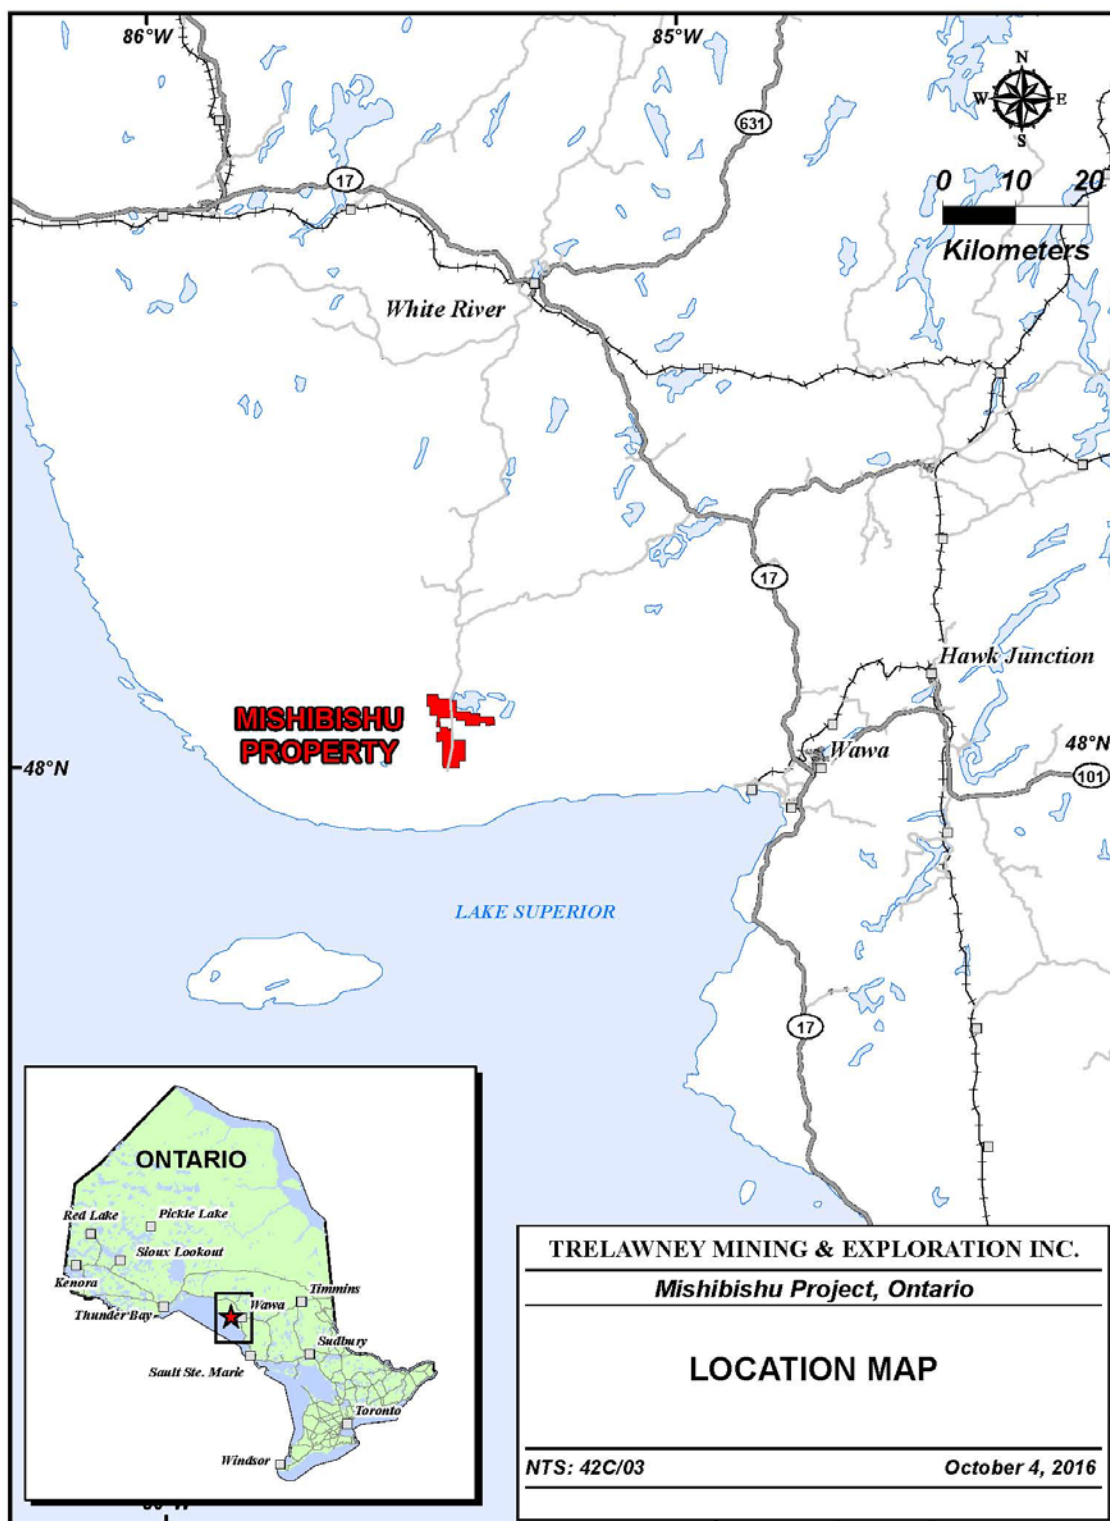 86°W
85°W
N
W
E
S
631
17
0 10 20
Kilometers
White River
17
Hawk Junction
MISHIBISHU
PROPERTY
48°N
Wawa
48°N
101
LAKE SUPERIOR
17
ONTARIO
Red Lake
Pickle Lake
Sioux Lookout
Kenora
Thunder Bay
Wawa
Timmins
Sudbury
Sault Ste. Marie
Toronto
Windsor
TRELAWNEY MINING & EXPLORATION INC.
Mishibishu Project, Ontario
LOCATION MAP
NTS: 42C/03
October 4, 2016